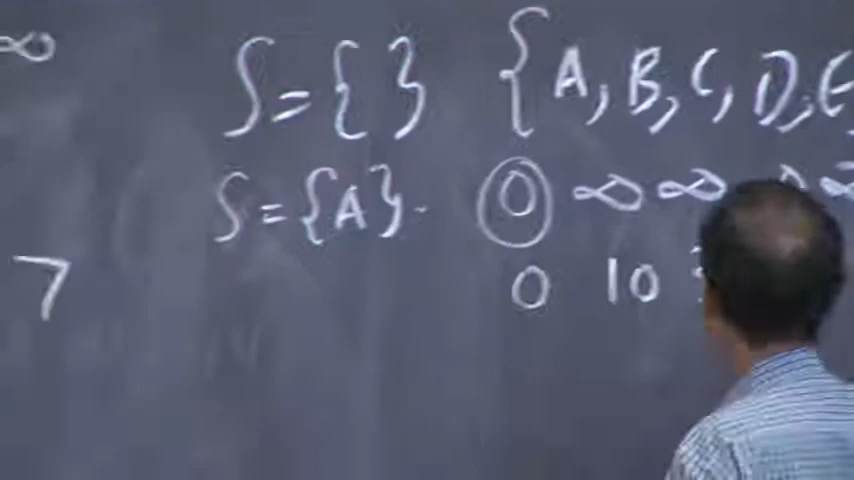 ∞ S = { } { A, B, C, D, E,
S = {A}. 0 ∞ ∞ ∞
7 0 10